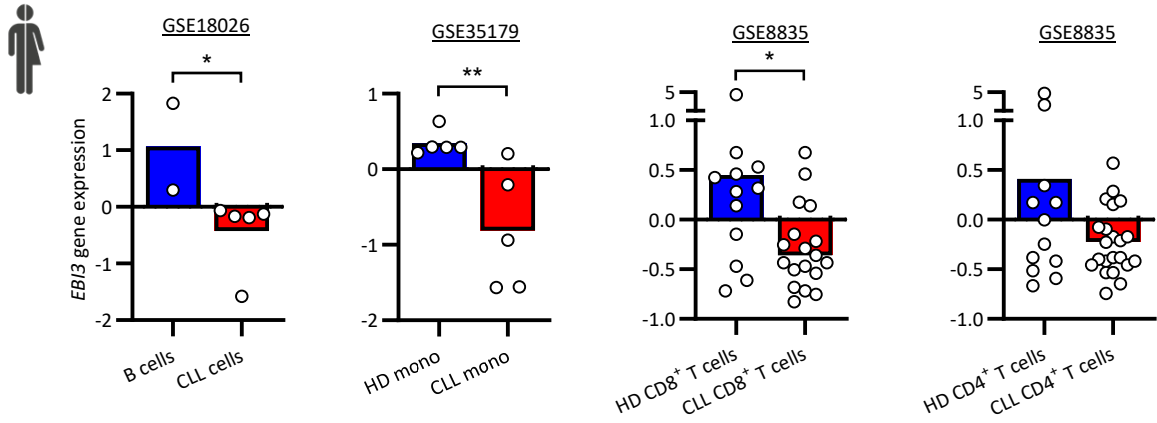 GSE18026
GSE35179
GSE8835
GSE8835
*
**
*
EBI3 gene expression
2
1
0
-1
-2
1
0
-1
-2
5
1.0
0.5
0.0
-0.5
-1.0
5
1.0
0.5
0.0
-0.5
-1.0
B cells
CLL cells
HD mono
CLL mono
HD CD8⁺ T cells
CLL CD8⁺ T cells
HD CD4⁺ T cells
CLL CD4⁺ T cells